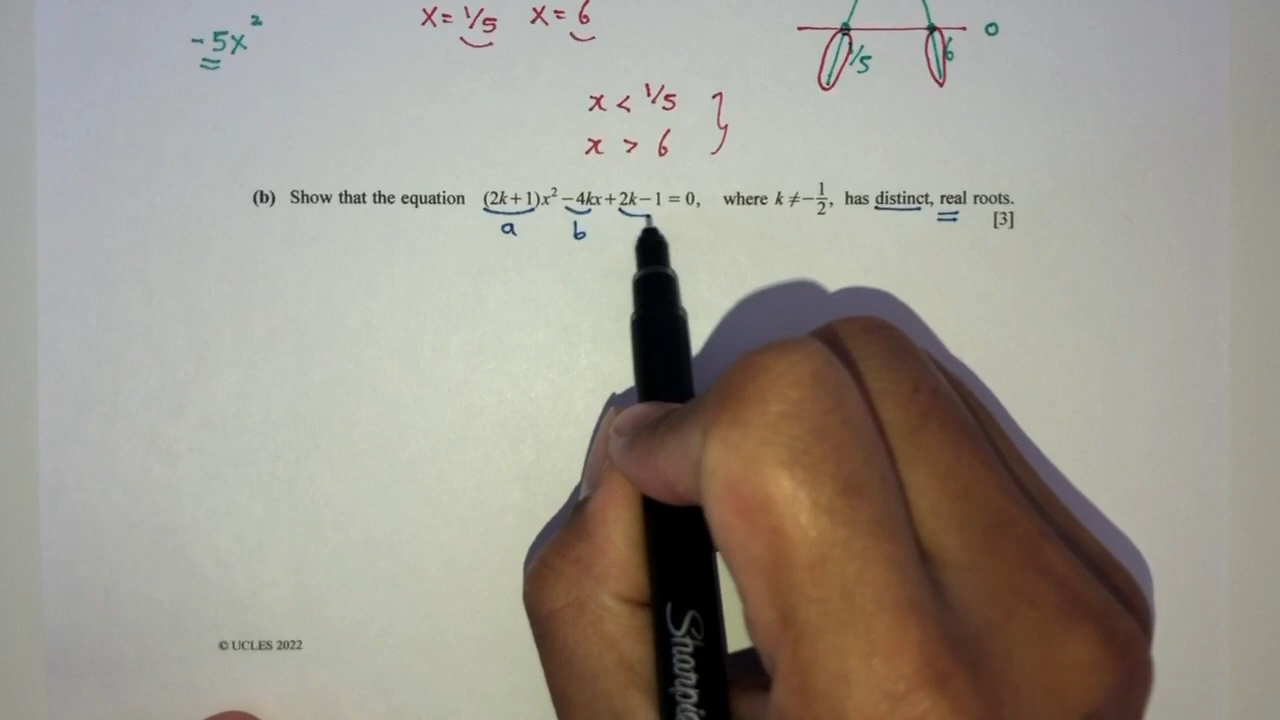 -5x² x = 1/5 x = 6
1/5 6 0
x < 1/5 }
x > 6
(b) Show that the equation (2k+1)x² − 4kx + 2k − 1 = 0, where k ≠ −1/2, has distinct, real roots.
[3]
a b
Sharpie
© UCLES 2022